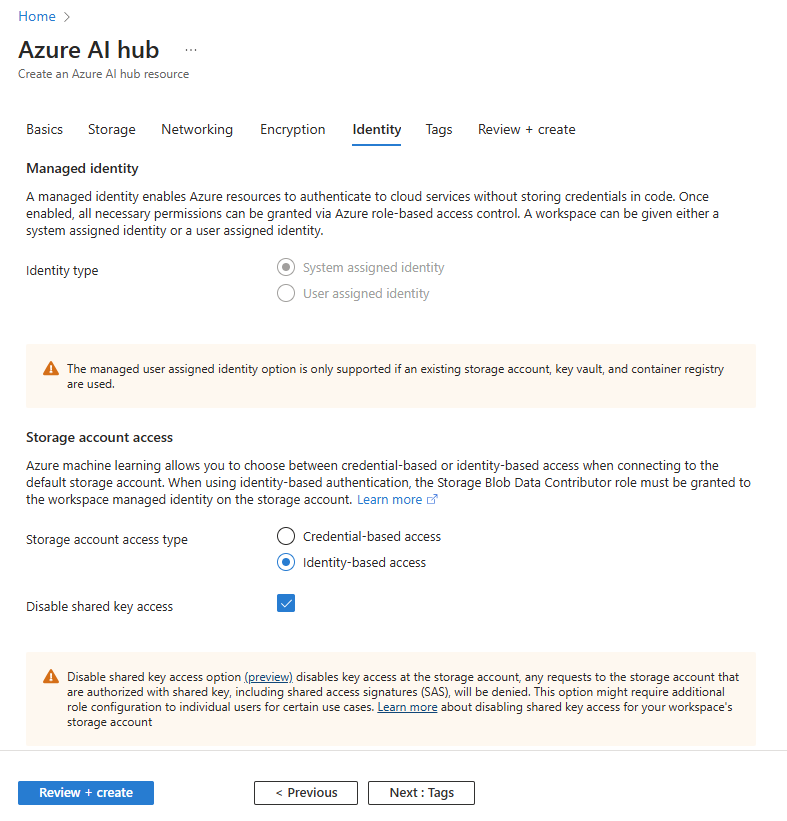 Home >
Azure AI hub ...
Create an Azure AI hub resource
Basics Storage Networking Encryption Identity Tags Review + create
Managed identity
A managed identity enables Azure resources to authenticate to cloud services without storing credentials in code. Once
enabled, all necessary permissions can be granted via Azure role-based access control. A workspace can be given either a
system assigned identity or a user assigned identity.
Identity type
System assigned identity
User assigned identity
The managed user assigned identity option is only supported if an existing storage account, key vault, and container registry
are used.
Storage account access
Azure machine learning allows you to choose between credential-based or identity-based access when connecting to the
default storage account. When using identity-based authentication, the Storage Blob Data Contributor role must be granted to
the workspace managed identity on the storage account. Learn more
Storage account access type
Credential-based access
Identity-based access
Disable shared key access
Disable shared key access option (preview) disables key access at the storage account, any requests to the storage account that
are authorized with shared key, including shared access signatures (SAS), will be denied. This option might require additional
role configuration to individual users for certain use cases. Learn more about disabling shared key access for your workspace's
storage account
Review + create < Previous Next : Tags